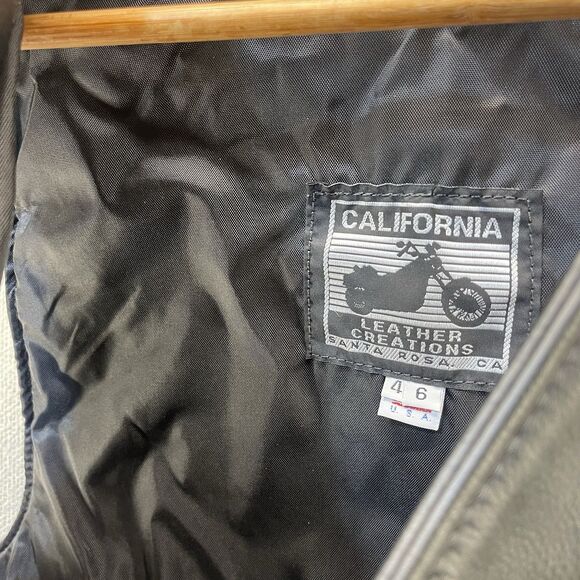 CALIFORNIA
LEATHER
CREATIONS
SANTA ROSA, CA
46
U.S.A.